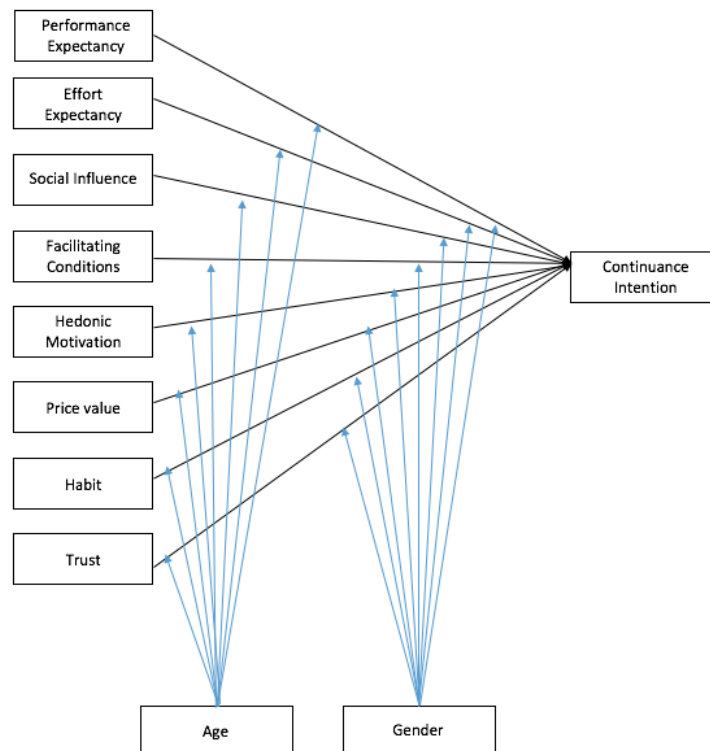 Performance
Expectancy
Effort
Expectancy
Social Influence
Facilitating
Conditions
Continuance
Intention
Hedonic
Motivation
Price value
Habit
Trust
Age
Gender